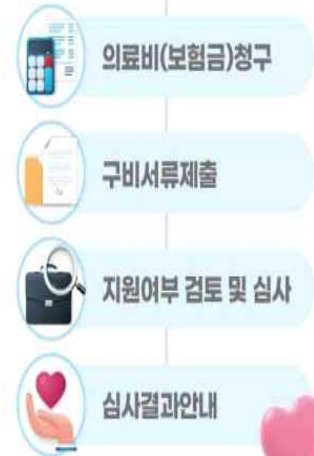 의료비(보험금)청구
구비서류제출
지원여부 검토 및 심사
심사결과안내